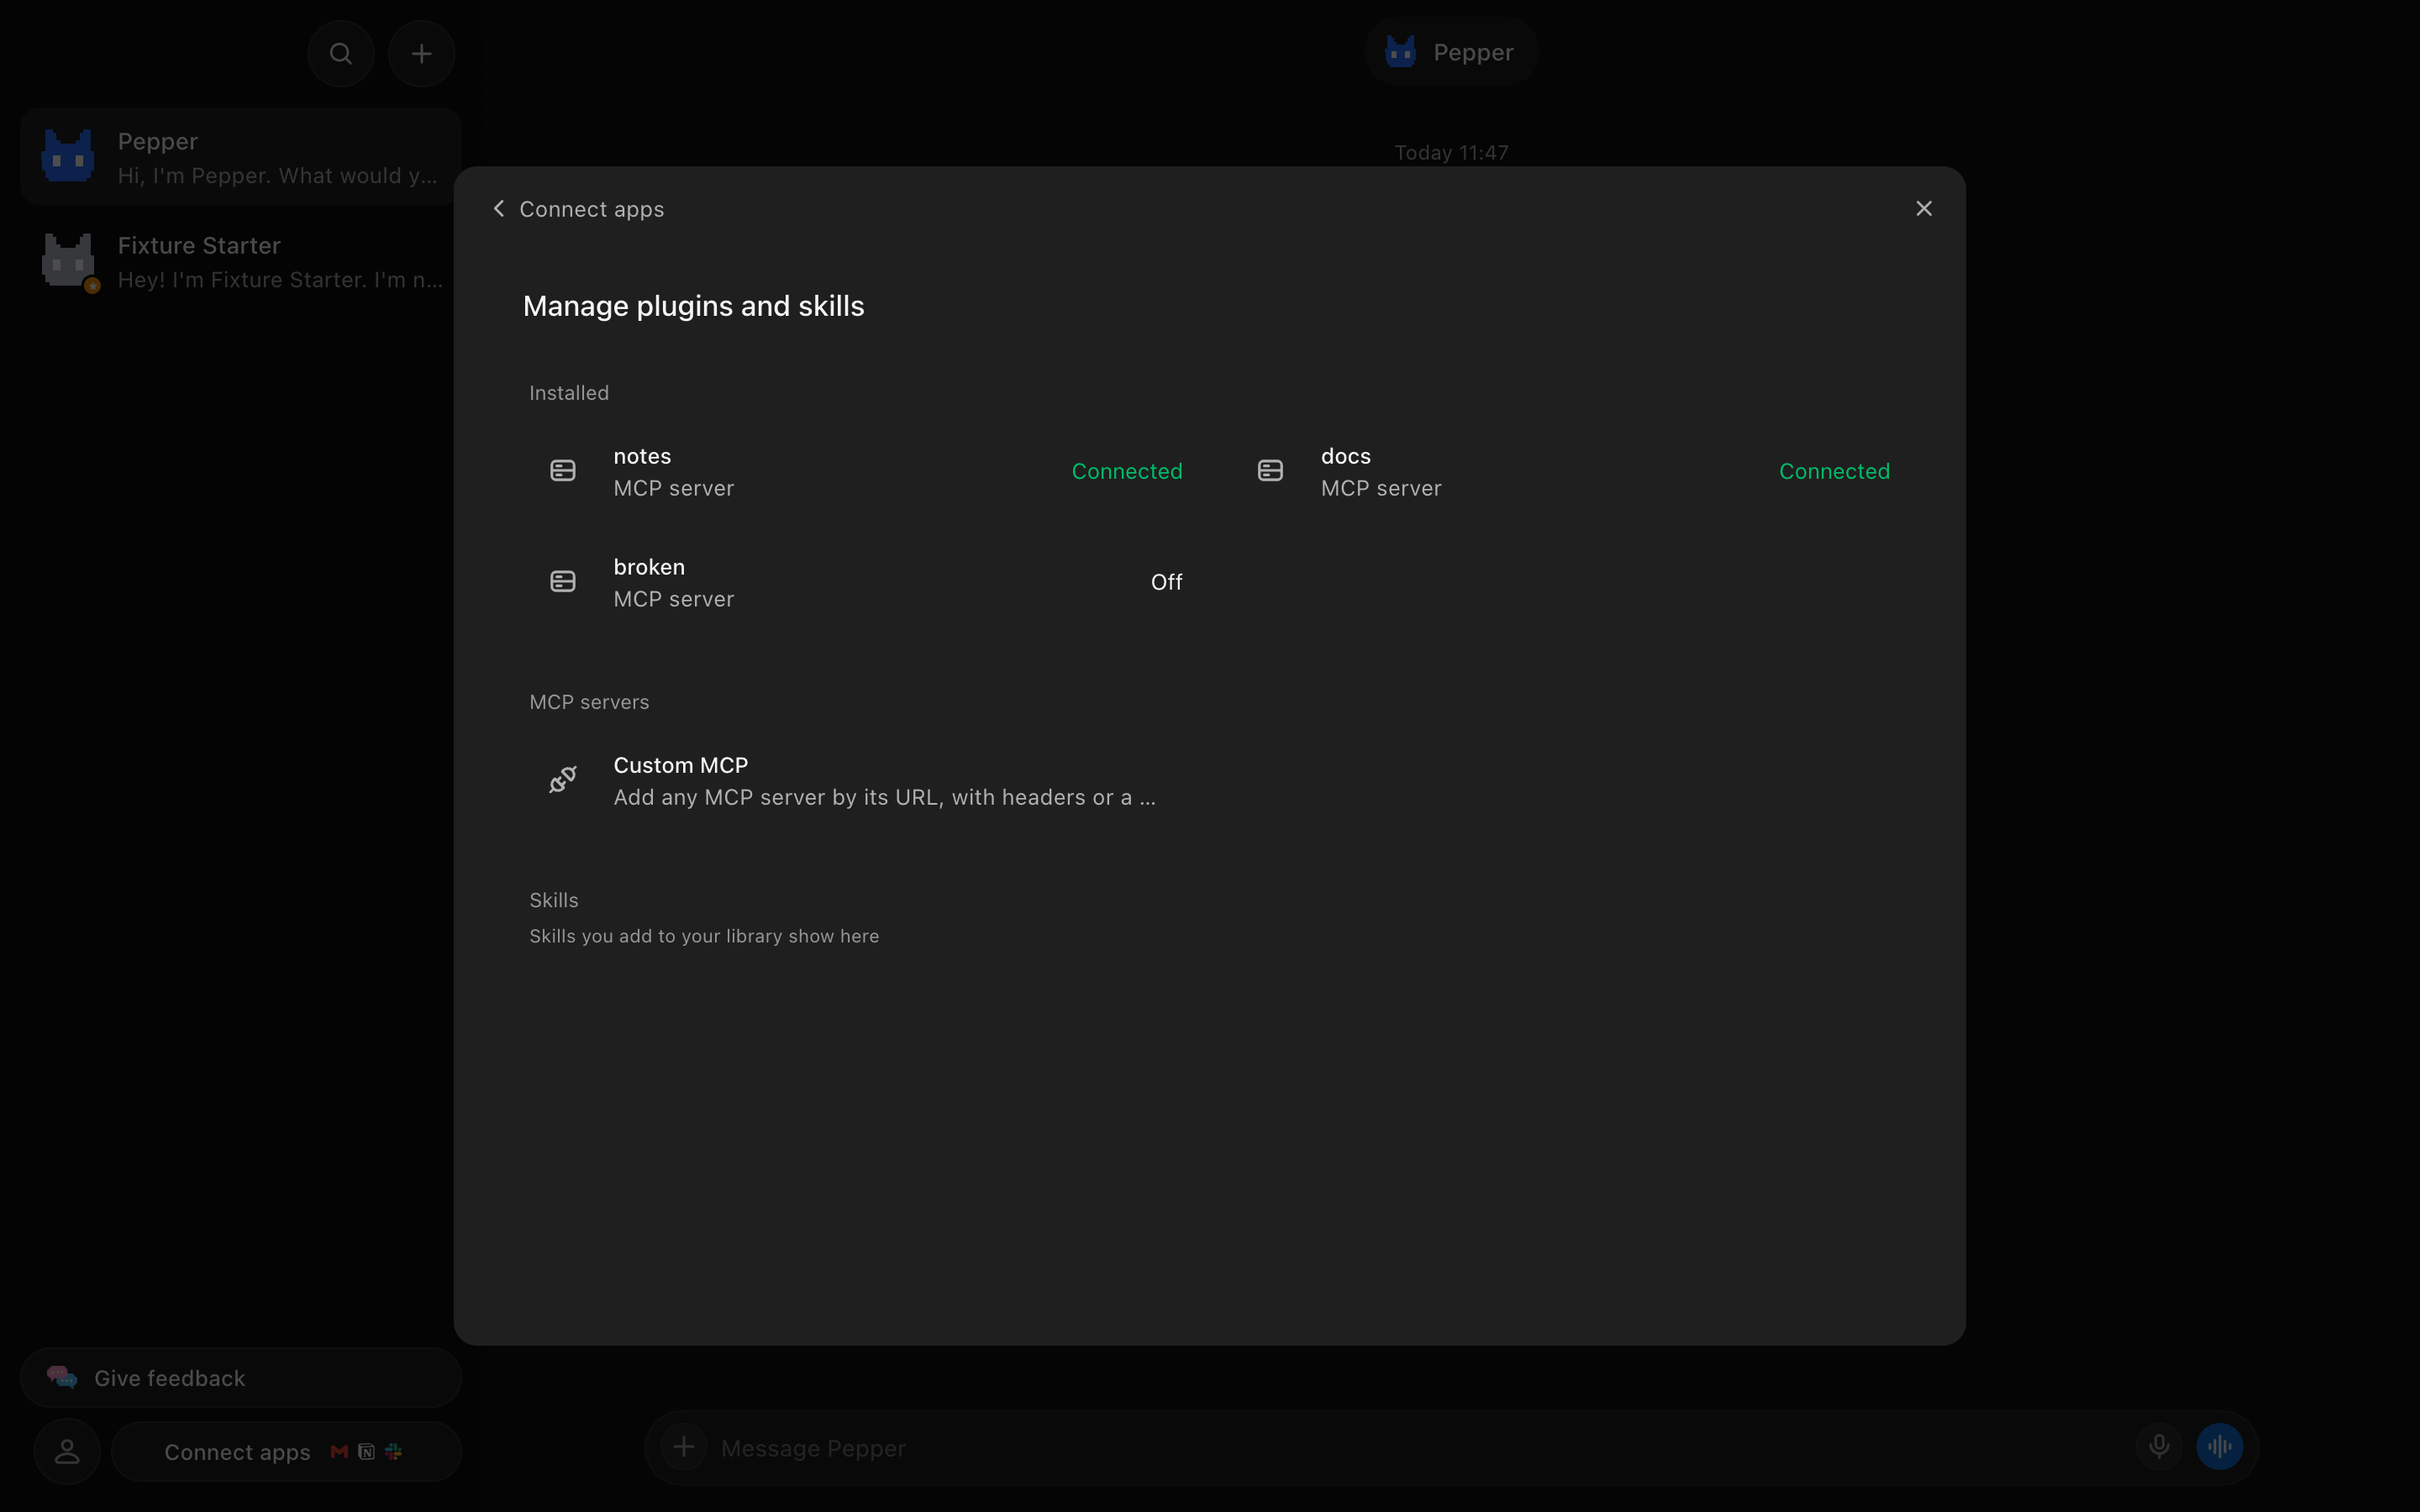 Pepper
Hi, I'm Pepper. What would y...
Fixture Starter
Hey! I'm Fixture Starter. I'm n...
Pepper
Today 11:47
Connect apps
Manage plugins and skills
Installed
notes
MCP server
Connected
docs
MCP server
Connected
broken
MCP server
Off
MCP servers
Custom MCP
Add any MCP server by its URL, with headers or a ...
Skills
Skills you add to your library show here
Give feedback
Connect apps
Message Pepper